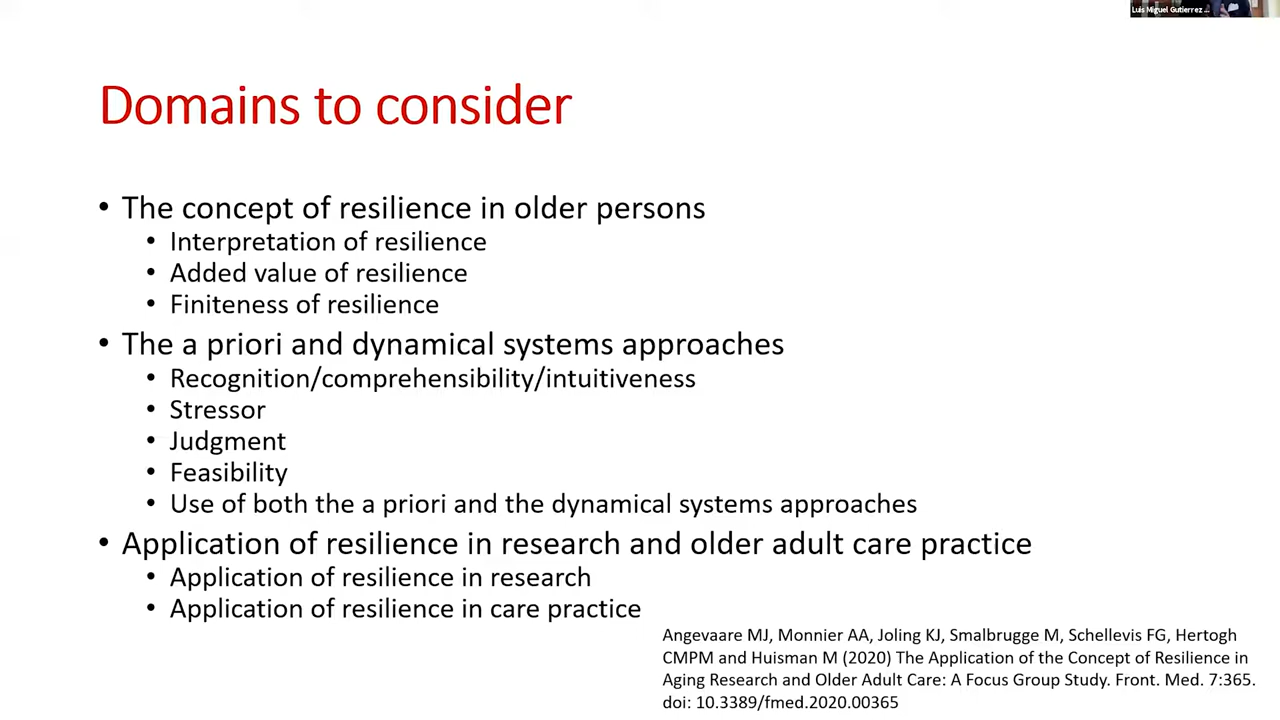 Luis Miguel Gutierrez ...
Domains to consider
• The concept of resilience in older persons
• Interpretation of resilience
• Added value of resilience
• Finiteness of resilience
• The a priori and dynamical systems approaches
• Recognition/comprehensibility/intuitiveness
• Stressor
• Judgment
• Feasibility
• Use of both the a priori and the dynamical systems approaches
• Application of resilience in research and older adult care practice
• Application of resilience in research
• Application of resilience in care practice
Angevaare MJ, Monnier AA, Joling KJ, Smalbrugge M, Schellevis FG, Hertogh
CMPM and Huisman M (2020) The Application of the Concept of Resilience in
Aging Research and Older Adult Care: A Focus Group Study. Front. Med. 7:365.
doi: 10.3389/fmed.2020.00365